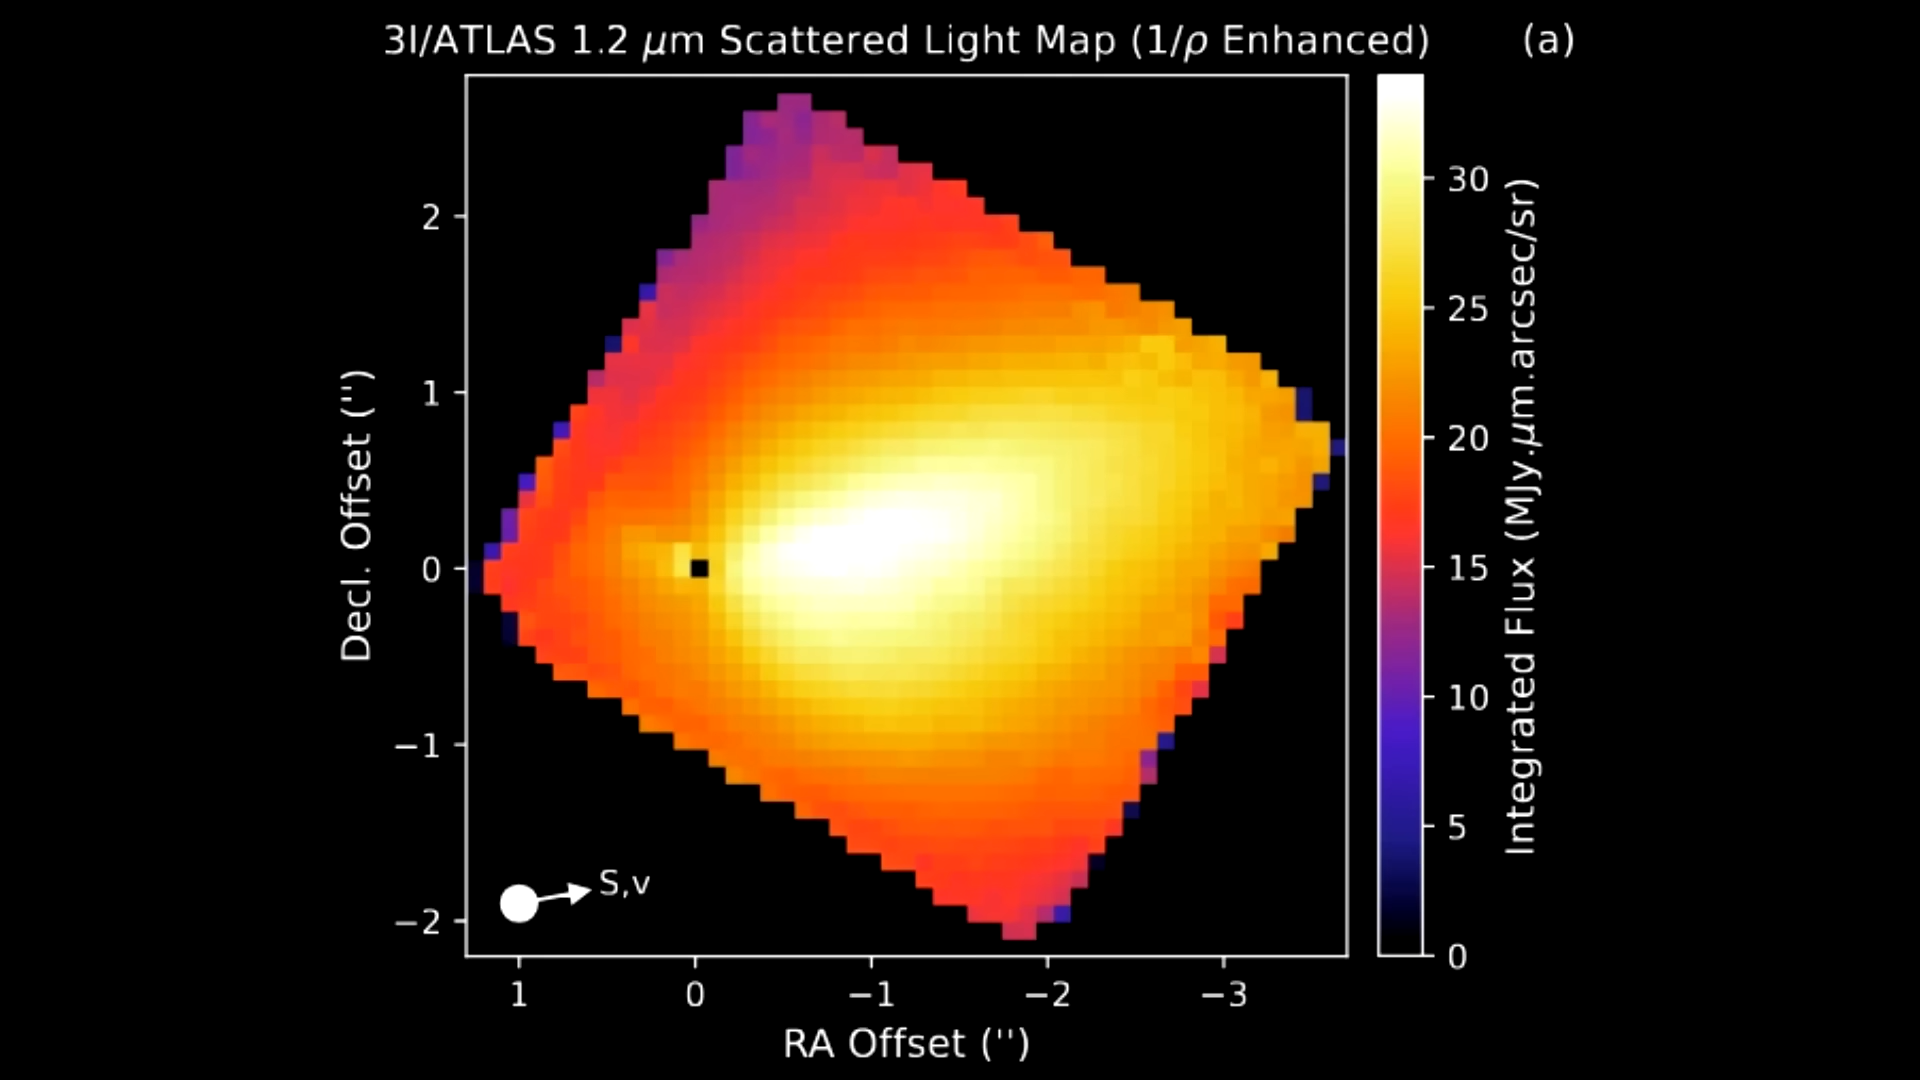 3I/ATLAS 1.2 μm Scattered Light Map (1/ρ Enhanced)
(a)
Decl. Offset ('')
2
1
0
−1
−2
S,v
1
0
−1
−2
−3
RA Offset ('')
30
25
20
15
10
5
0
Integrated Flux (MJy.μm.arcsec/sr)